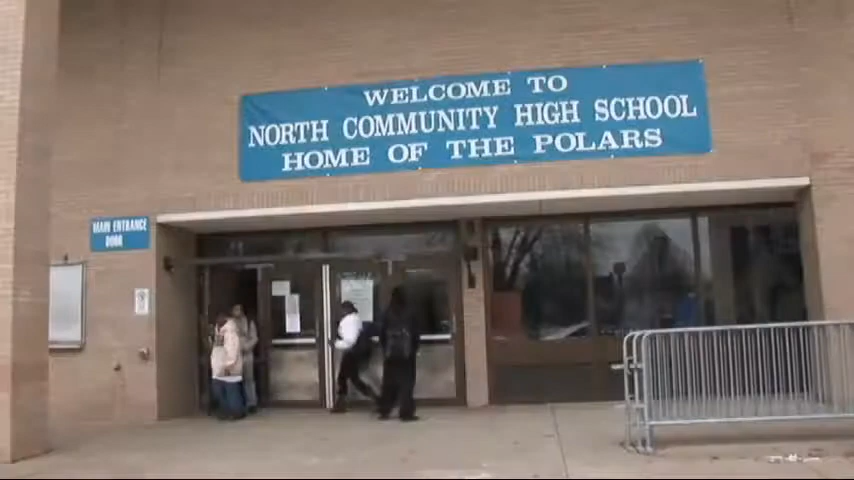 WELCOME TO
NORTH COMMUNITY HIGH SCHOOL
HOME OF THE POLARS
MAIN ENTRANCE
DOOR